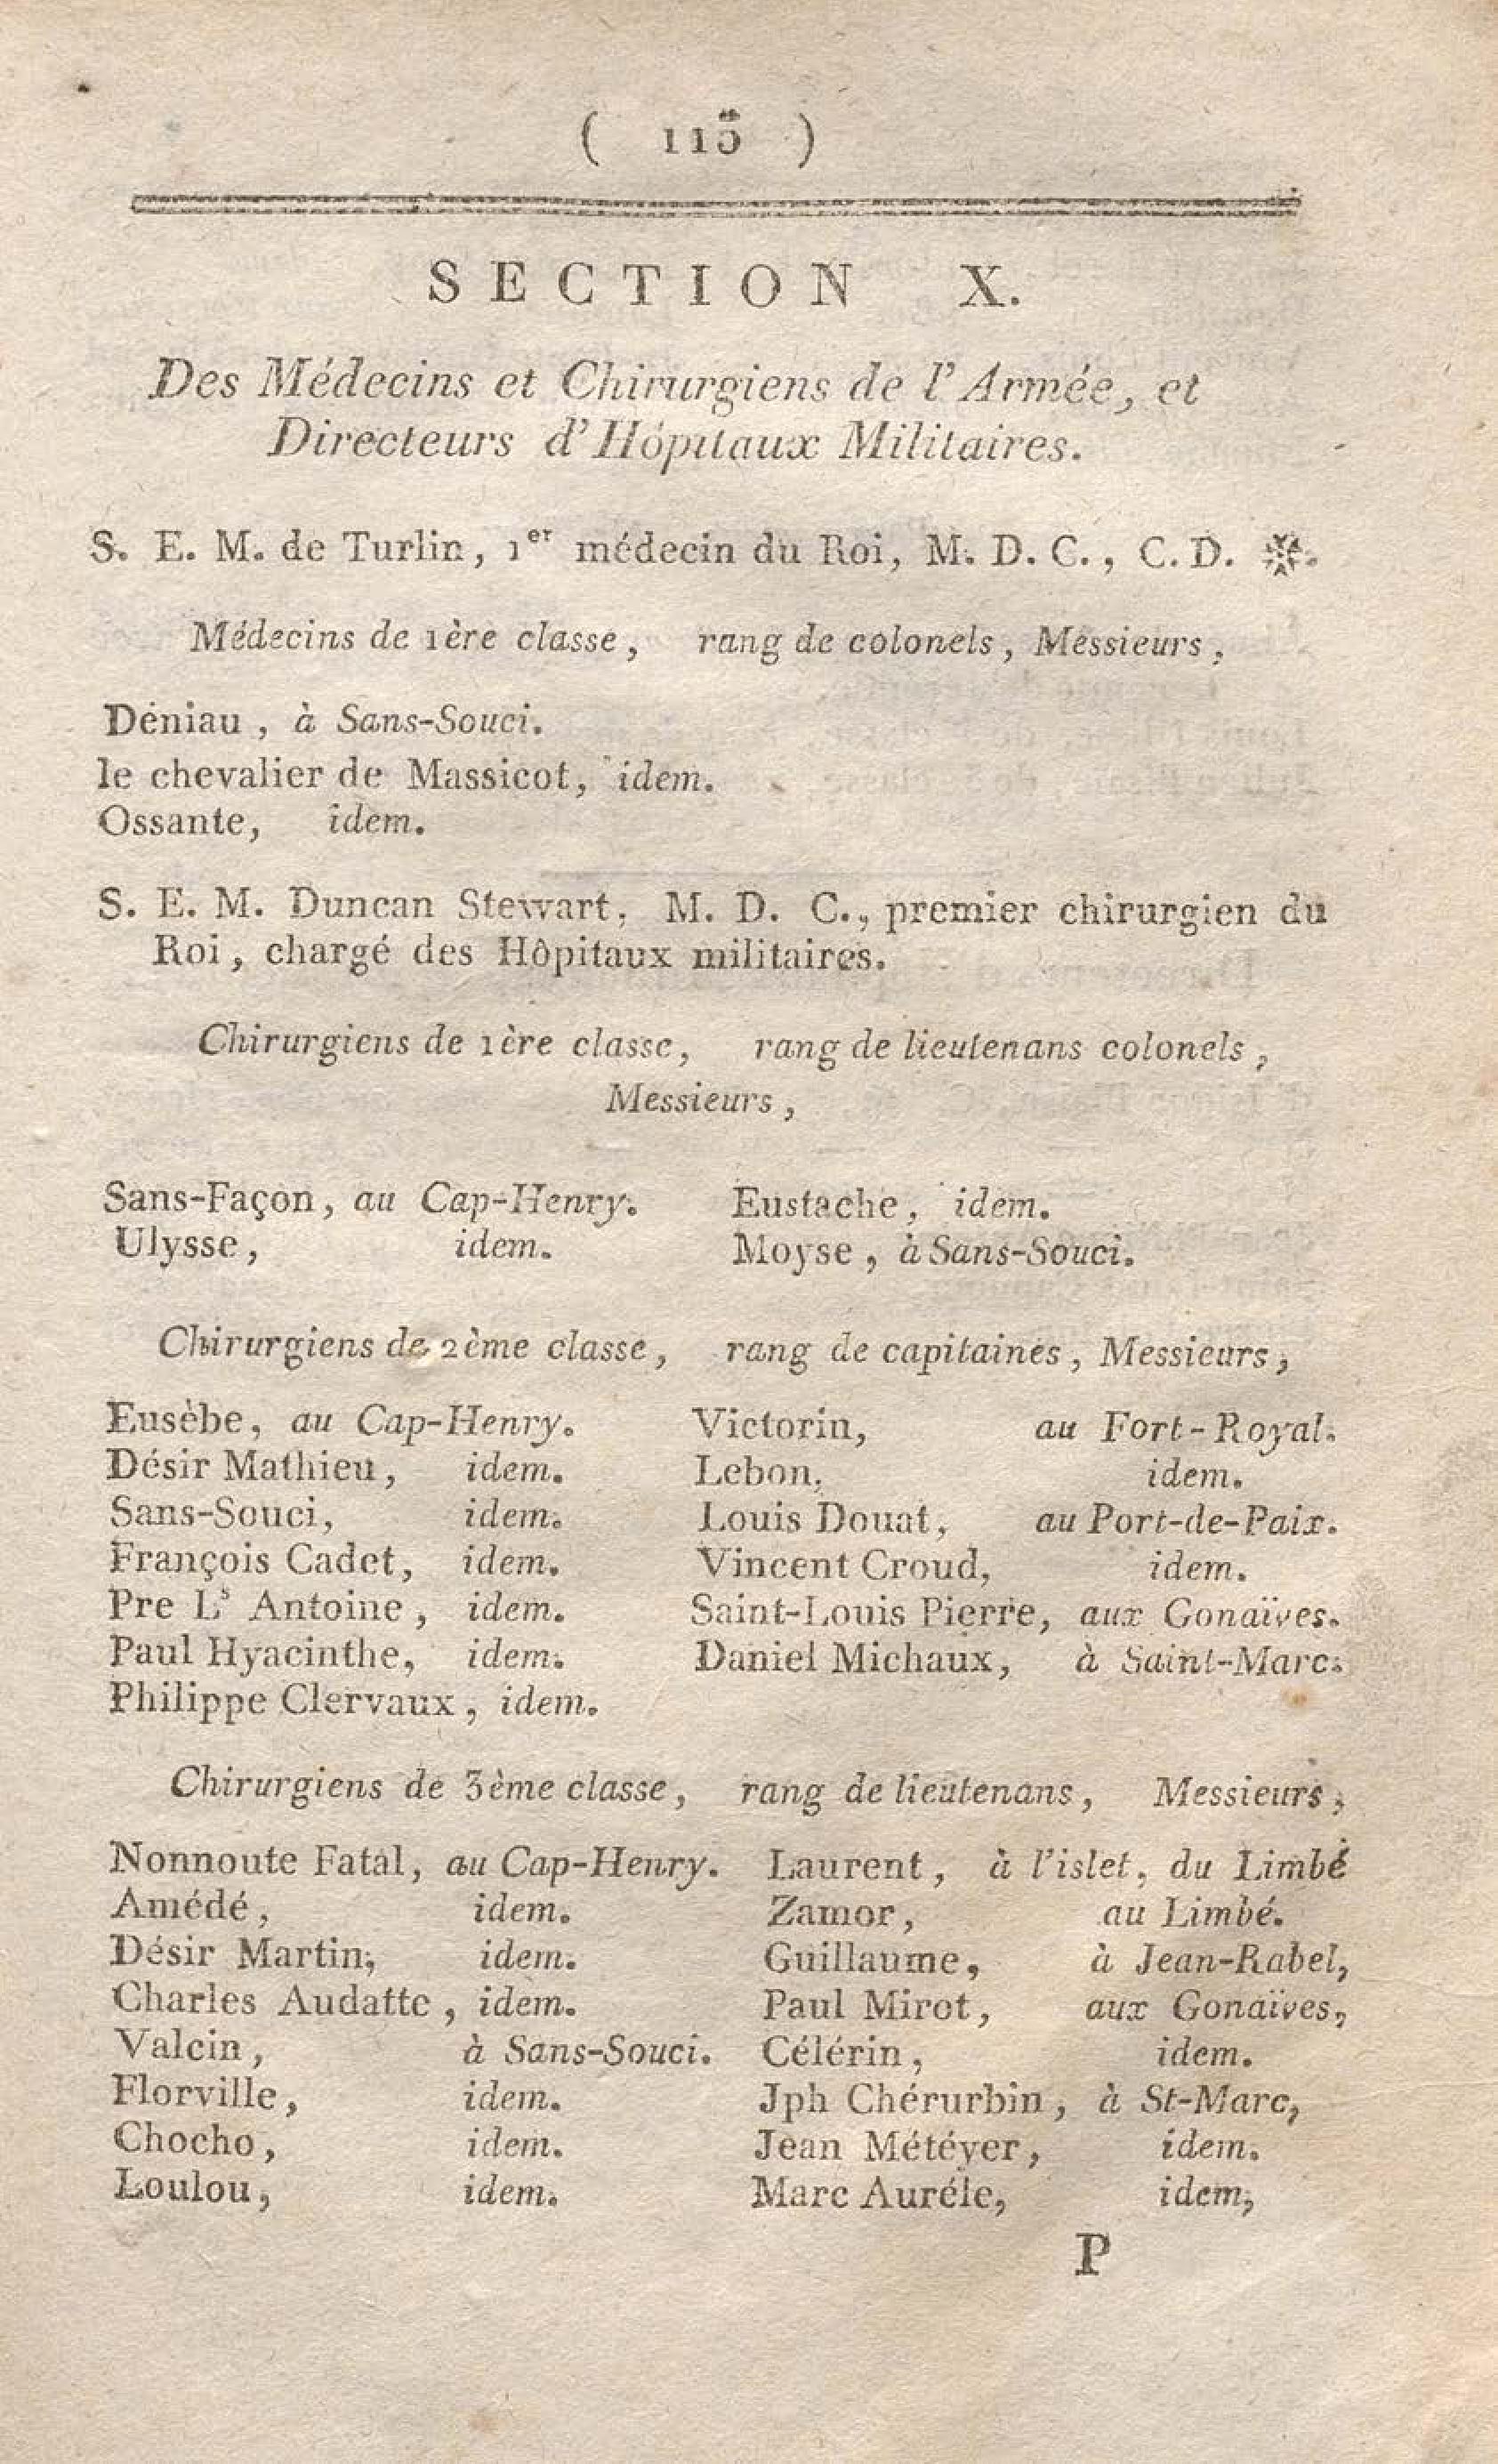 ( 115 )
SECTION X.
Des Médecins et Chirurgiens de l'Armée, et
Directeurs d'Hôpitaux Militaires.
S. E. M. de Turlin, 1er médecin du Roi, M. D. C., C. D. ✠.
Médecins de 1ère classe, rang de colonels, Messieurs,
Déniau, à Sans-Souci.
le chevalier de Massicot, idem.
Ossante, idem.
S. E. M. Duncan Stewart, M. D. C., premier chirurgien du
Roi, chargé des Hôpitaux militaires.
Chirurgiens de 1ère classe, rang de lieutenans colonels,
Messieurs,
Sans-Façon, au Cap-Henry.
Ulysse, idem.
Eustache, idem.
Moyse, à Sans-Souci.
Chirurgiens de 2ème classe, rang de capitaines, Messieurs,
Eusèbe, au Cap-Henry.
Désir Mathieu, idem.
Sans-Souci, idem.
François Cadet, idem.
Pre Ls Antoine, idem.
Paul Hyacinthe, idem.
Philippe Clervaux, idem.
Victorin, au Fort-Royal.
Lebon, idem.
Louis Douat, au Port-de-Paix.
Vincent Croud, idem.
Saint-Louis Pierre, aux Gonaïves.
Daniel Michaux, à Saint-Marc.
Chirurgiens de 3ème classe, rang de lieutenans, Messieurs,
Nonnoute Fatal, au Cap-Henry.
Amédé, idem.
Désir Martin, idem.
Charles Audatte, idem.
Valcin, à Sans-Souci.
Florville, idem.
Chocho, idem.
Loulou, idem.
Laurent, à l'islet, du Limbé
Zamor, au Limbé.
Guillaume, à Jean-Rabel,
Paul Mirot, aux Gonaïves,
Célérin, idem.
Jph Chérurbin, à St-Marc,
Jean Météyer, idem.
Marc Auréle, idem,
P